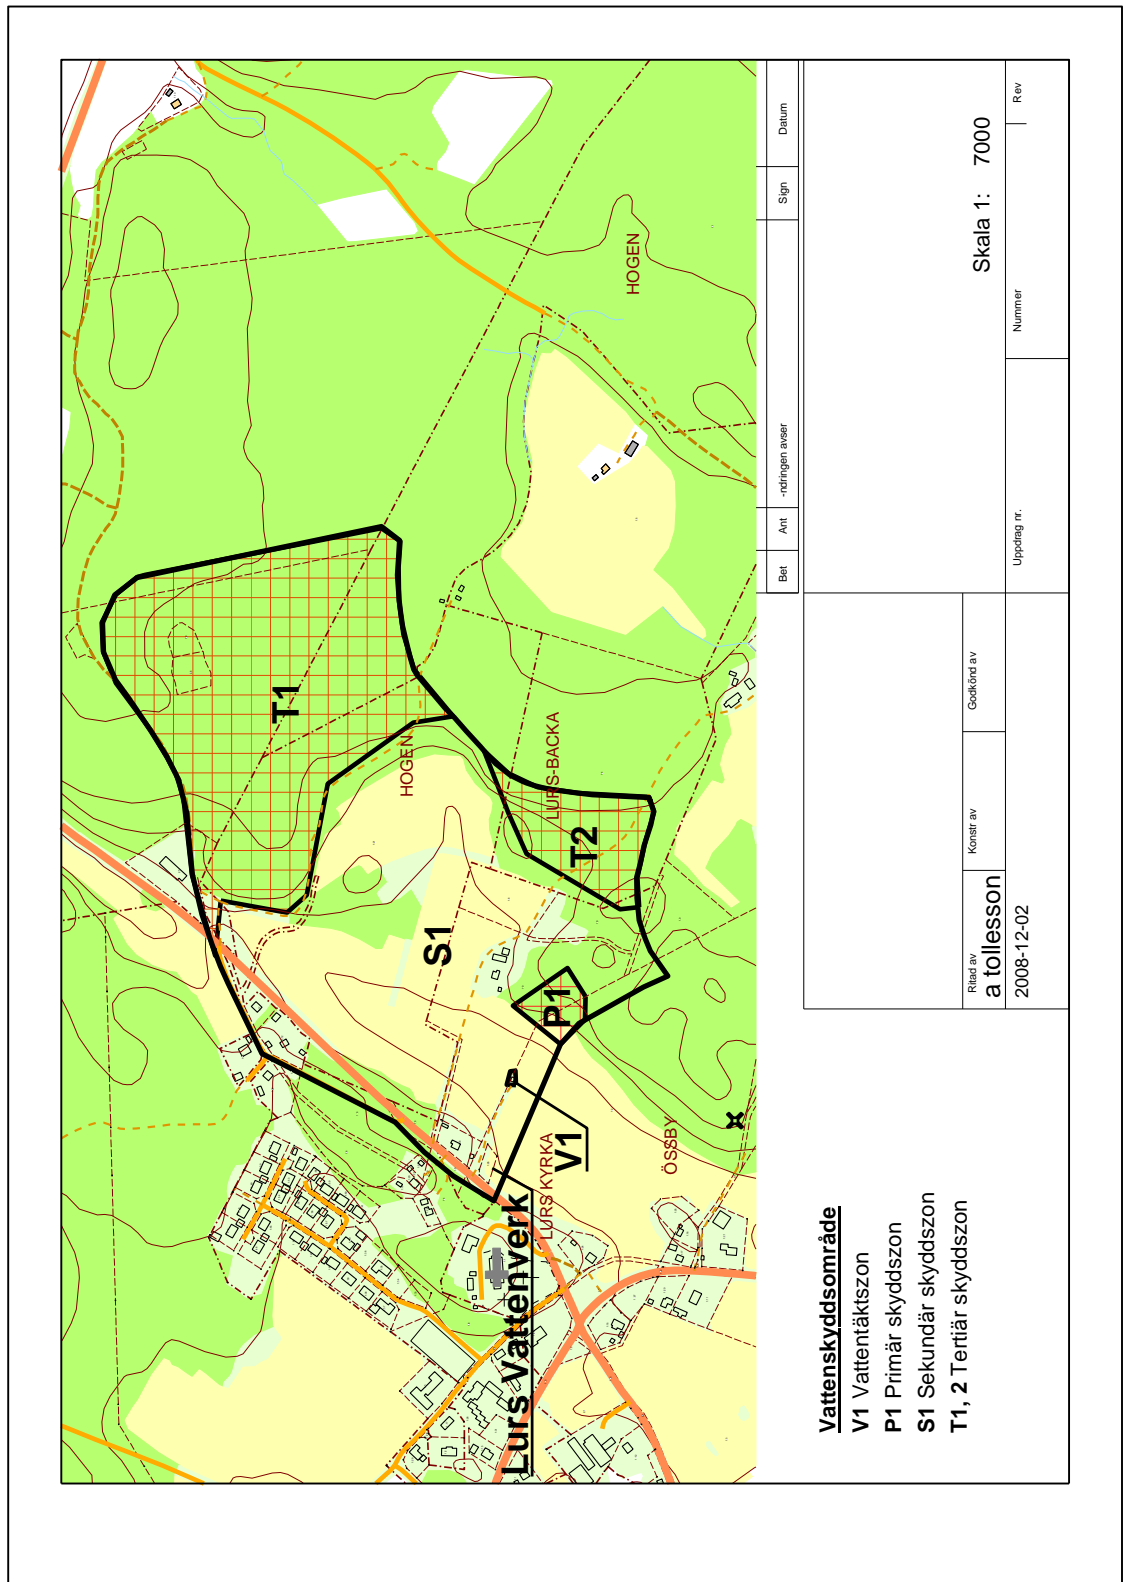 HOGEN
T1
HOGEN
LURS-BACKA
T2
S1
P1
V1
LURS KYRKA
ÖSSBY
Lurs Vattenverk
Vattenskyddsområde
V1 Vattentäktszon
P1 Primär skyddszon
S1 Sekundär skyddszon
T1, 2 Tertiär skyddszon
Bet Ant -ndringen avser Sign Datum
Skala 1: 7000
Ritad av Konstr av Godkönd av
a tollesson
2008-12-02
Uppdrag nr. Nummer Rev